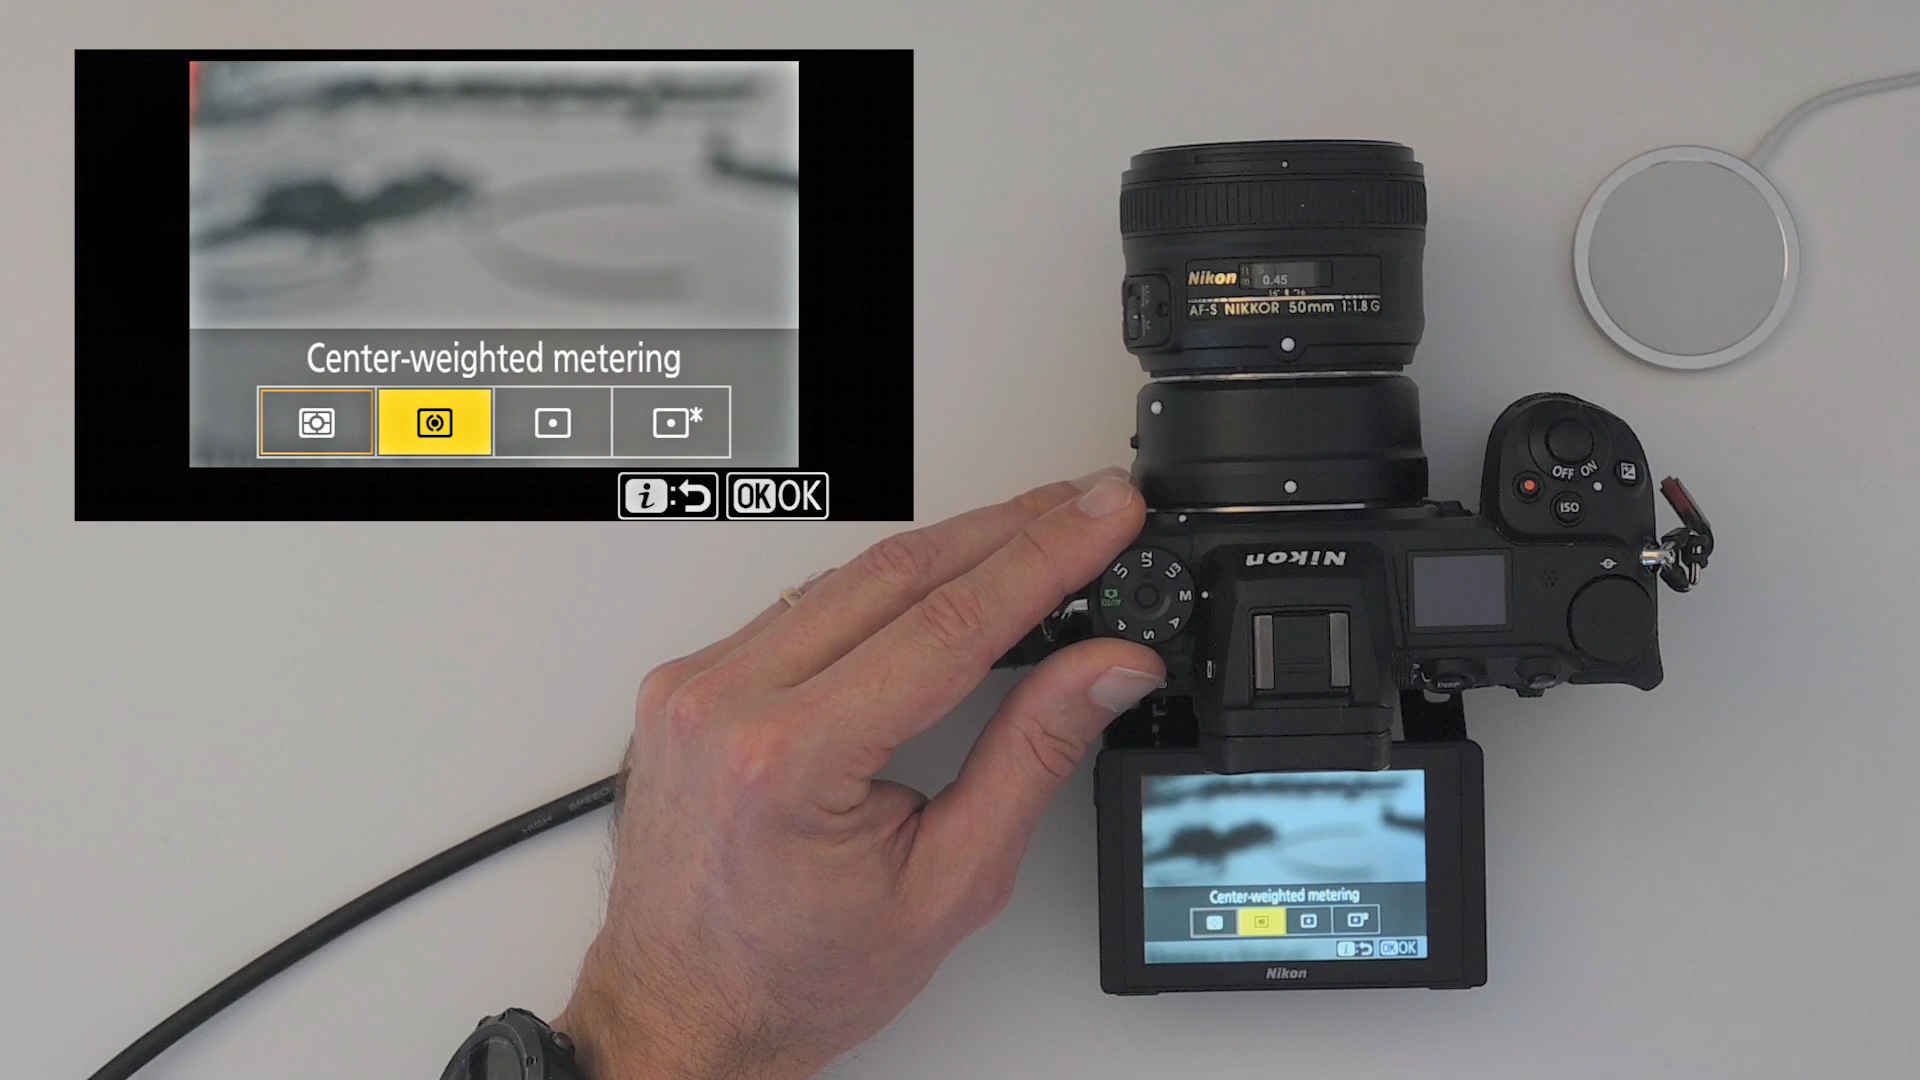 Center-weighted metering
i OK OK
Nikon
0.45
AF-S NIKKOR 50mm 1:1.8 G
OFF ON
ISO
Nikon
U1 U2 U3 M A S P AUTO
HIGH SPEED
Center-weighted metering
i OK OK
Nikon